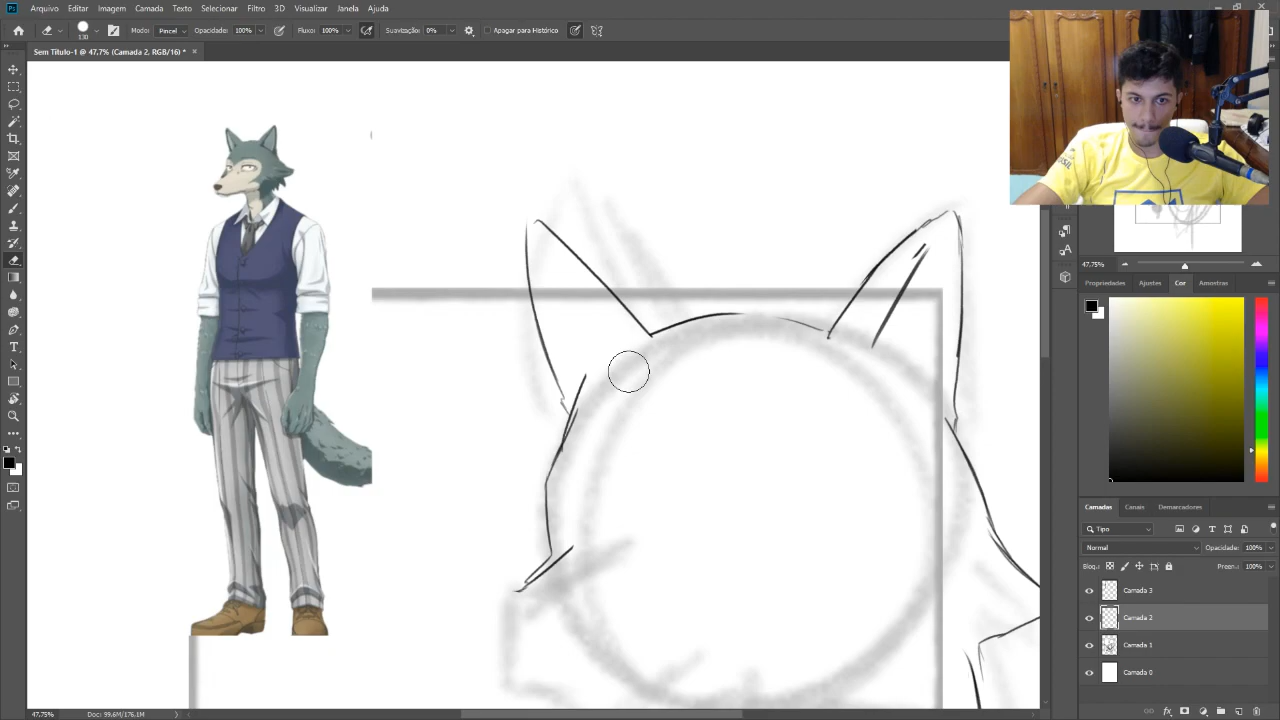 Arquivo Editar Imagem Camada Texto Selecionar Filtro 3D Visualizar Janela Ajuda
130 Modo: Pincel Opacidade: 100% Fluxo: 100% Suavização: 0% Apagar para Histórico
Sem Título-1 @ 47,7% (Camada 2, RGB/16) *
47,75%
Propriedades Ajustes Cor Amostras
Camadas Canais Demarcadores
Tipo
Normal Opacidade: 100%
Bloq.: Preen.: 100%
Camada 3
Camada 2
Camada 1
Camada 0
47,75% Doc: 99,6M/176,1M